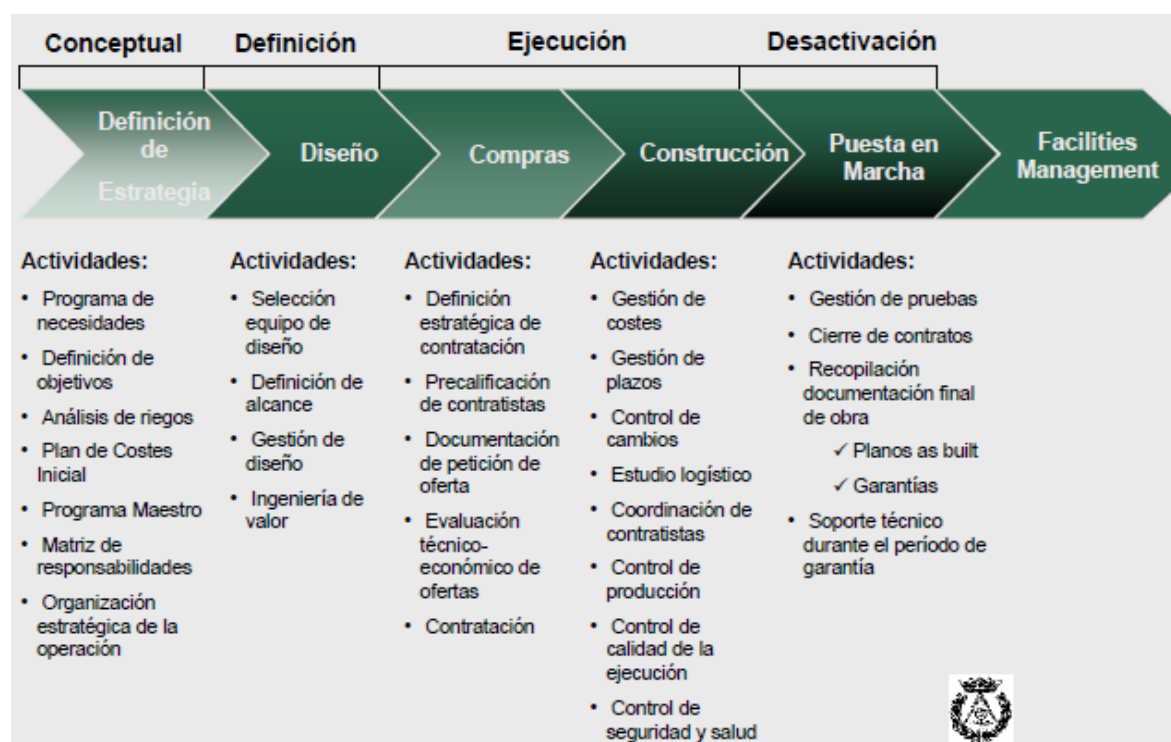 Conceptual
Definición
Ejecución
Desactivación
Definición
de
Estrategia
Diseño
Compras
Construcción
Puesta en
Marcha
Facilities
Management
Actividades:
• Programa de
necesidades
• Definición de
objetivos
• Análisis de riegos
• Plan de Costes
Inicial
• Programa Maestro
• Matriz de
responsabilidades
• Organización
estratégica de la
operación
Actividades:
• Selección
equipo de
diseño
• Definición de
alcance
• Gestión de
diseño
• Ingeniería de
valor
Actividades:
• Definición
estratégica de
contratación
• Precalificación
de contratistas
• Documentación
de petición de
oferta
• Evaluación
técnico-
económico de
ofertas
• Contratación
Actividades:
• Gestión de
costes
• Gestión de
plazos
• Control de
cambios
• Estudio logístico
• Coordinación de
contratistas
• Control de
producción
• Control de
calidad de la
ejecución
• Control de
seguridad y salud
Actividades:
• Gestión de pruebas
• Cierre de contratos
• Recopilación
documentación final
de obra
✓ Planos as built
✓ Garantías
• Soporte técnico
durante el período de
garantía